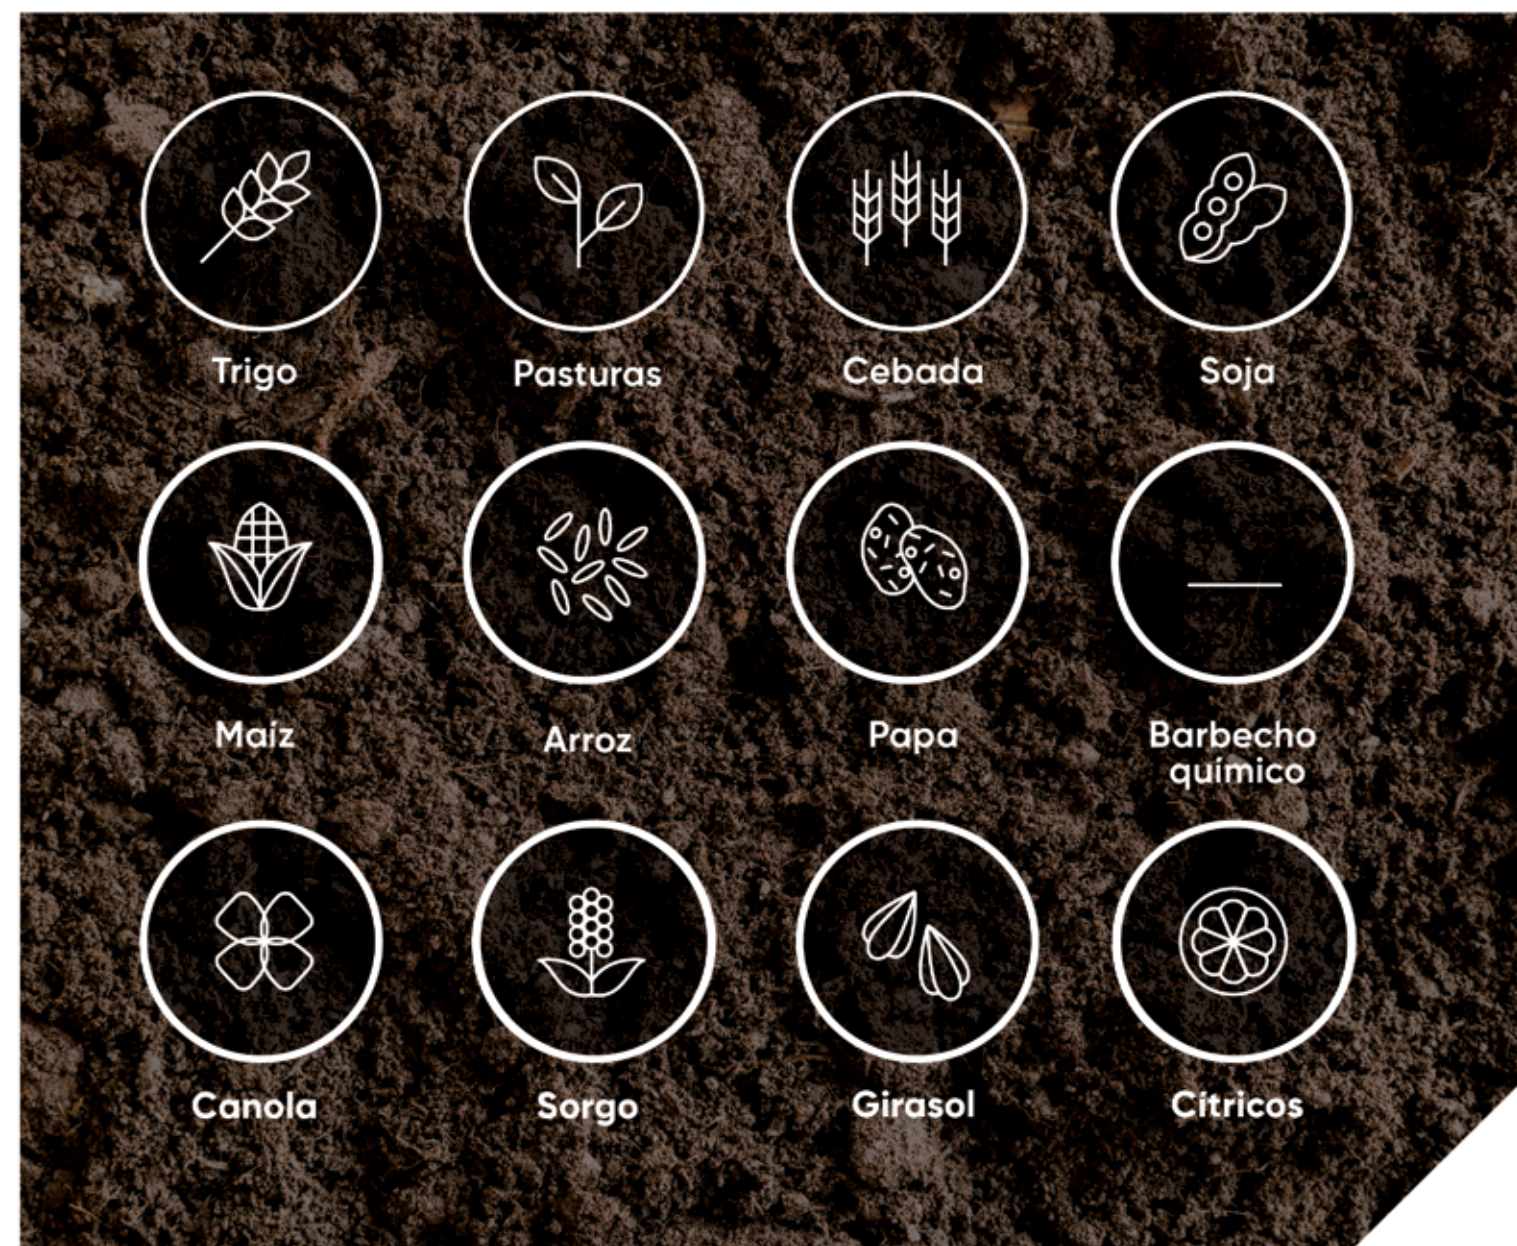 Trigo
Pasturas
Cebada
Soja
Maíz
Arroz
Papa
Barbecho
químico
Canola
Sorgo
Girasol
Cítricos